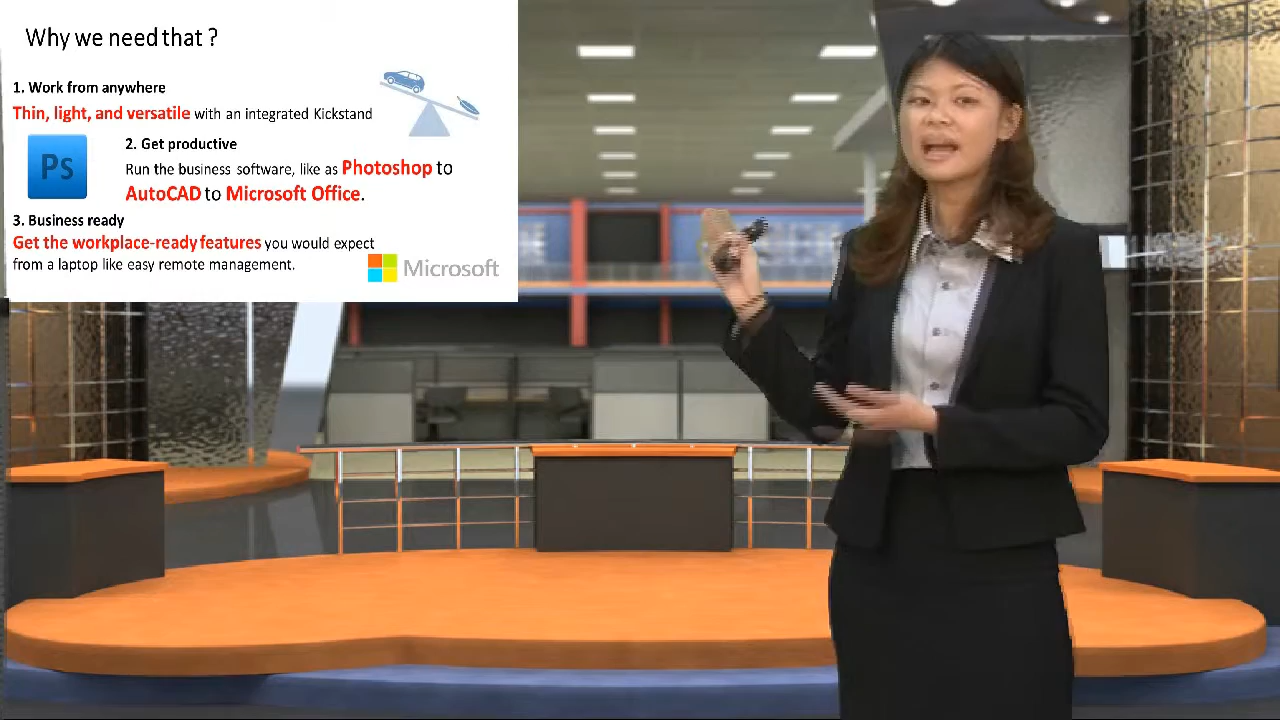 Why we need that ?
1. Work from anywhere
Thin, light, and versatile with an integrated Kickstand
Ps
2. Get productive
Run the business software, like as Photoshop to
AutoCAD to Microsoft Office.
3. Business ready
Get the workplace-ready features you would expect
from a laptop like easy remote management.
Microsoft